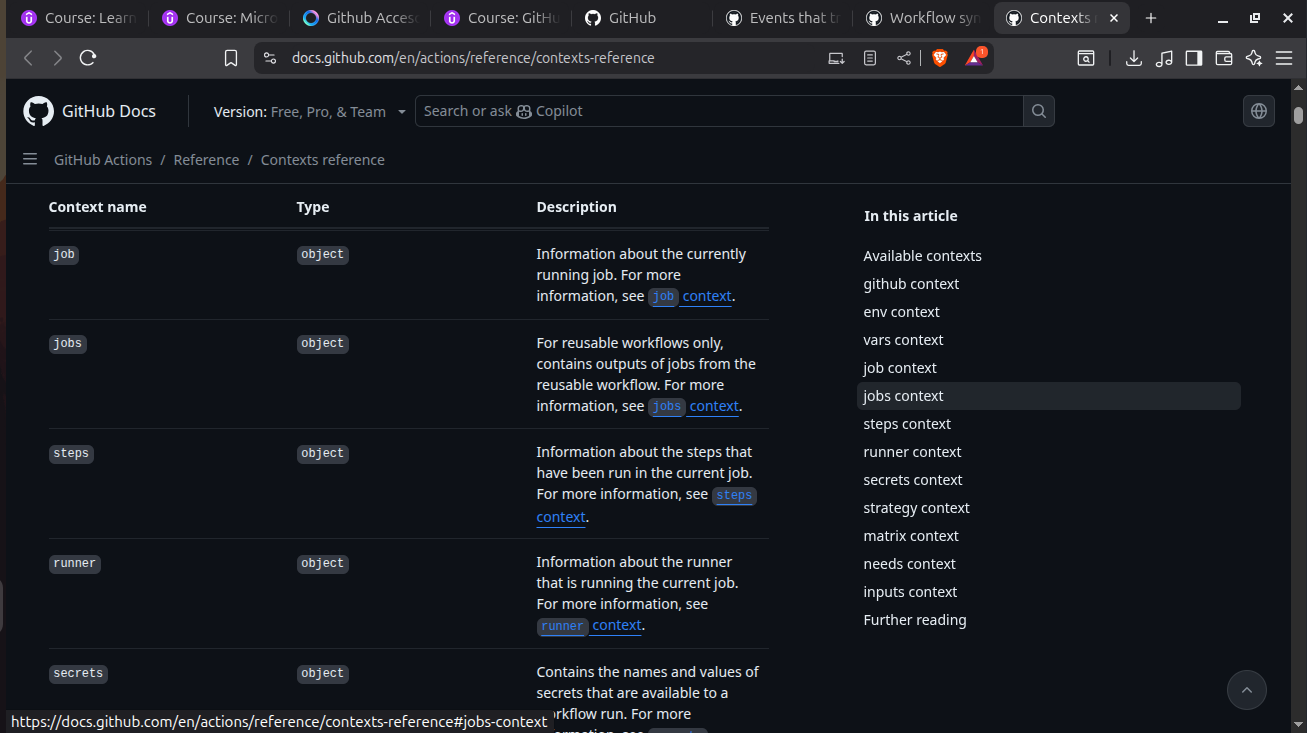 Course: Learn
Course: Micro
Github Acces
Course: GitHu
GitHub
Events that t
Workflow syn
Contexts
docs.github.com/en/actions/reference/contexts-reference
1
GitHub Docs
Version: Free, Pro, & Team
Search or ask Copilot
GitHub Actions / Reference / Contexts reference
Context name Type Description
job object Information about the currently
running job. For more
information, see job context.
jobs object For reusable workflows only,
contains outputs of jobs from the
reusable workflow. For more
information, see jobs context.
steps object Information about the steps that
have been run in the current job.
For more information, see steps
context.
runner object Information about the runner
that is running the current job.
For more information, see
runner context.
secrets object Contains the names and values of
secrets that are available to a
workflow run. For more
In this article
Available contexts
github context
env context
vars context
job context
jobs context
steps context
runner context
secrets context
strategy context
matrix context
needs context
inputs context
Further reading
https://docs.github.com/en/actions/reference/contexts-reference#jobs-context